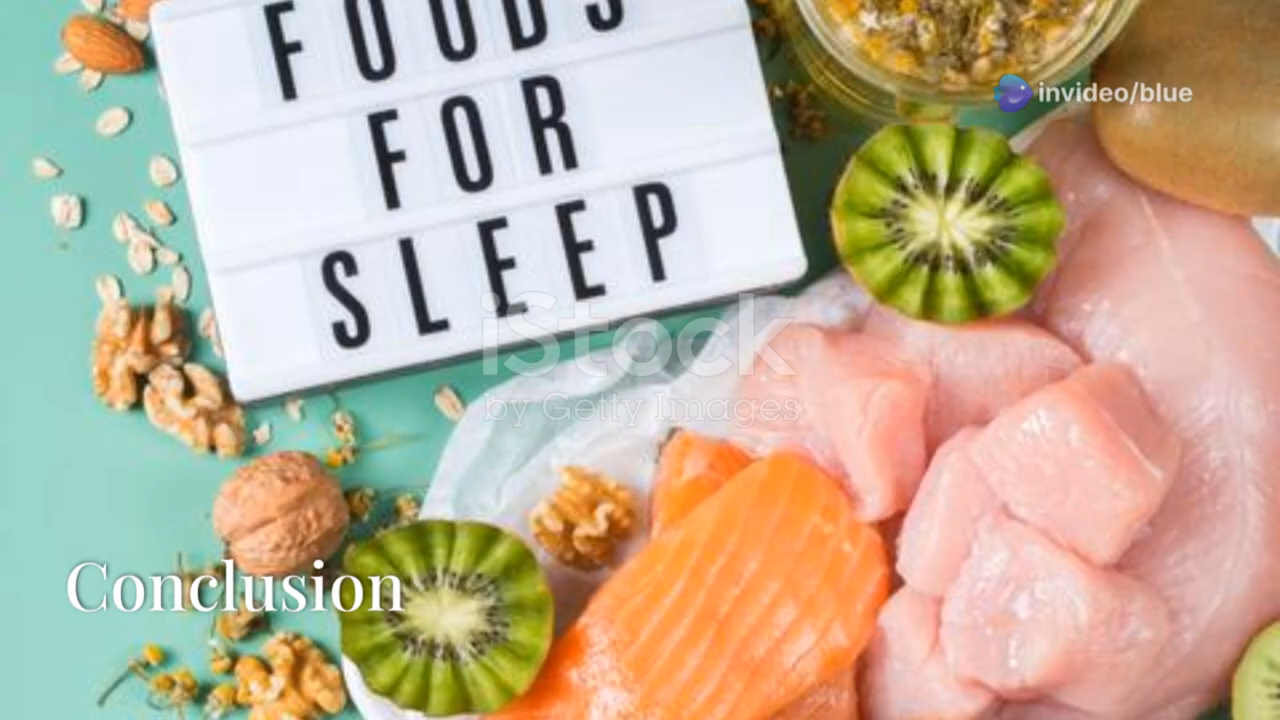 FOODS
FOR
SLEEP
invideo/blue
iStock
by Getty Images
Conclusion